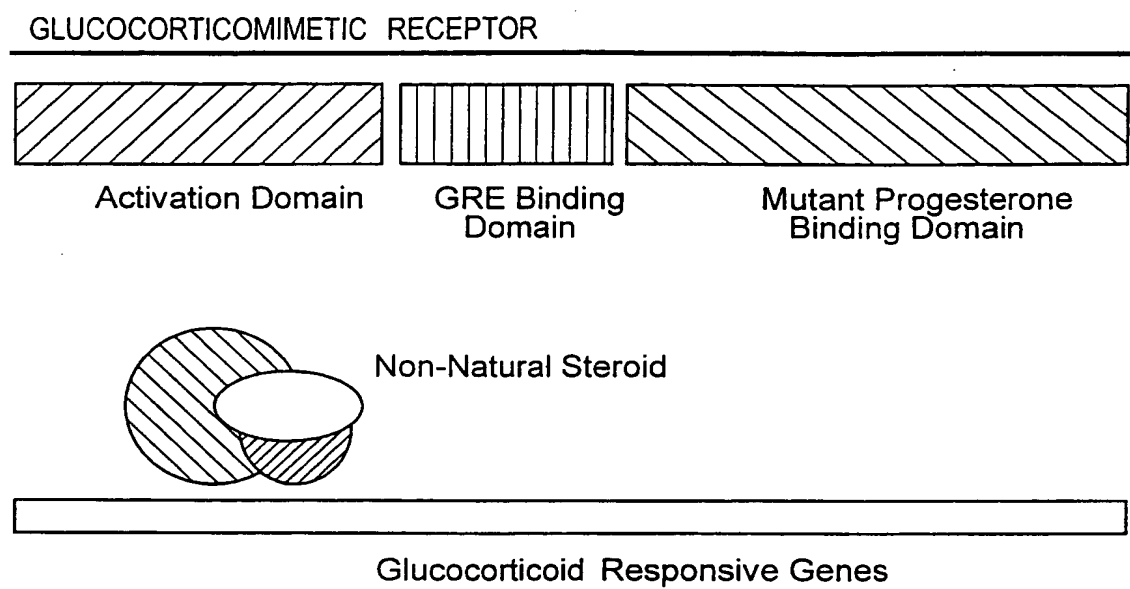 GLUCOCORTICOMIMETIC RECEPTOR
Activation Domain
GRE Binding
Domain
Mutant Progesterone
Binding Domain
Non-Natural Steroid
Glucocorticoid Responsive Genes